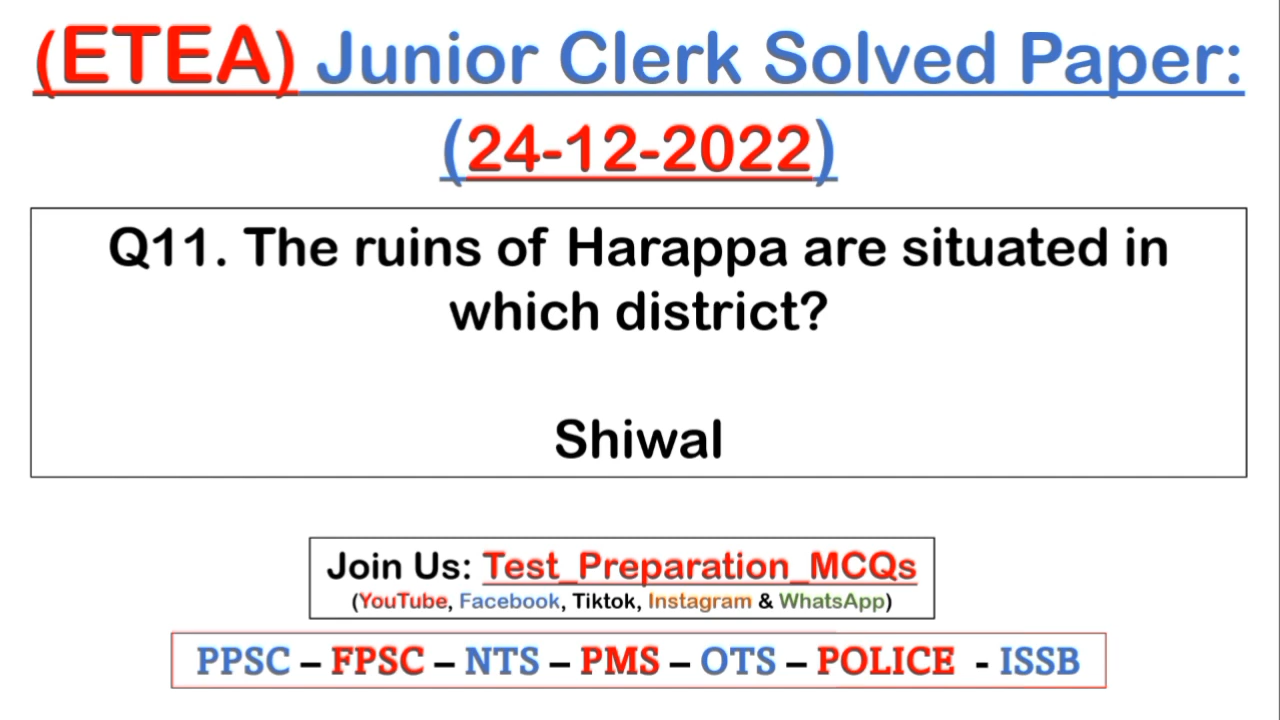 (ETEA) Junior Clerk Solved Paper:
(24-12-2022)
Q11. The ruins of Harappa are situated in
which district?
Shiwal
Join Us: Test_Preparation_MCQs
(YouTube, Facebook, Tiktok, Instagram & WhatsApp)
PPSC – FPSC – NTS – PMS – OTS – POLICE - ISSB